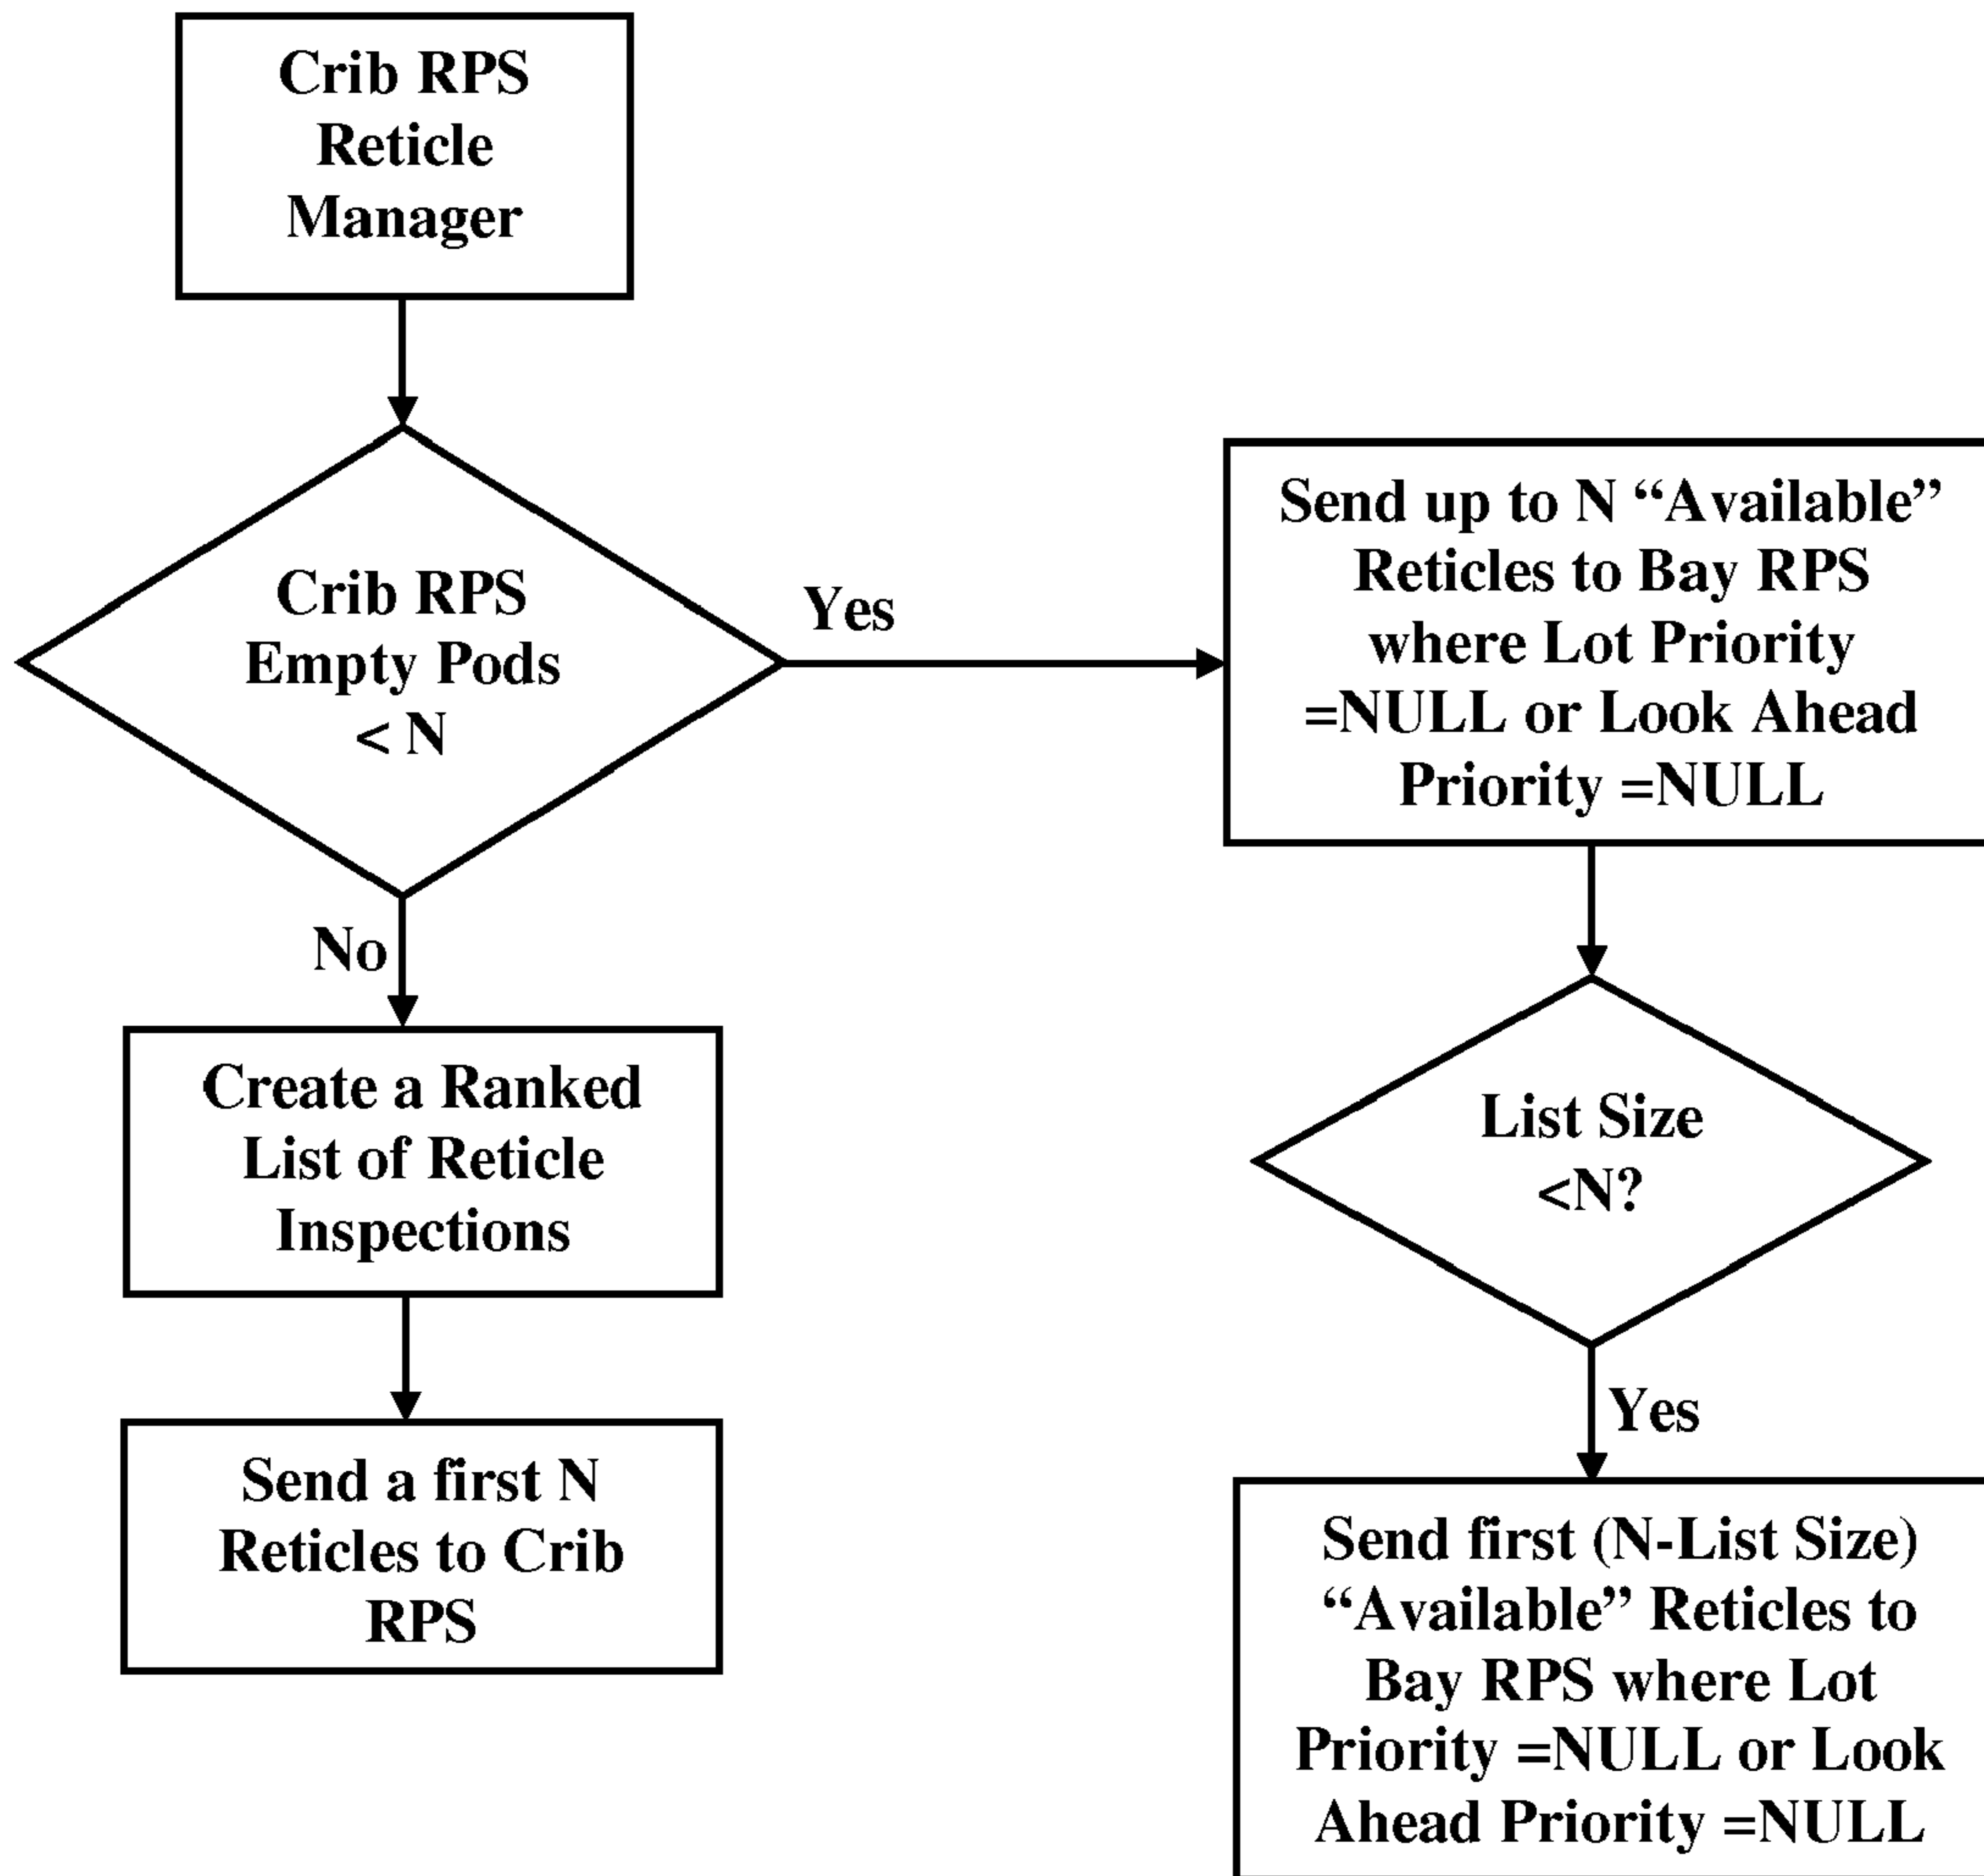 Crib RPS
Reticle
Manager
Crib RPS
Empty Pods
< N
Yes
No
Create a Ranked
List of Reticle
Inspections
Send a first N
Reticles to Crib
RPS
Send up to N “Available”
Reticles to Bay RPS
where Lot Priority
=NULL or Look Ahead
Priority =NULL
List Size
<N?
Yes
Send first (N-List Size)
“Available” Reticles to
Bay RPS where Lot
Priority =NULL or Look
Ahead Priority =NULL